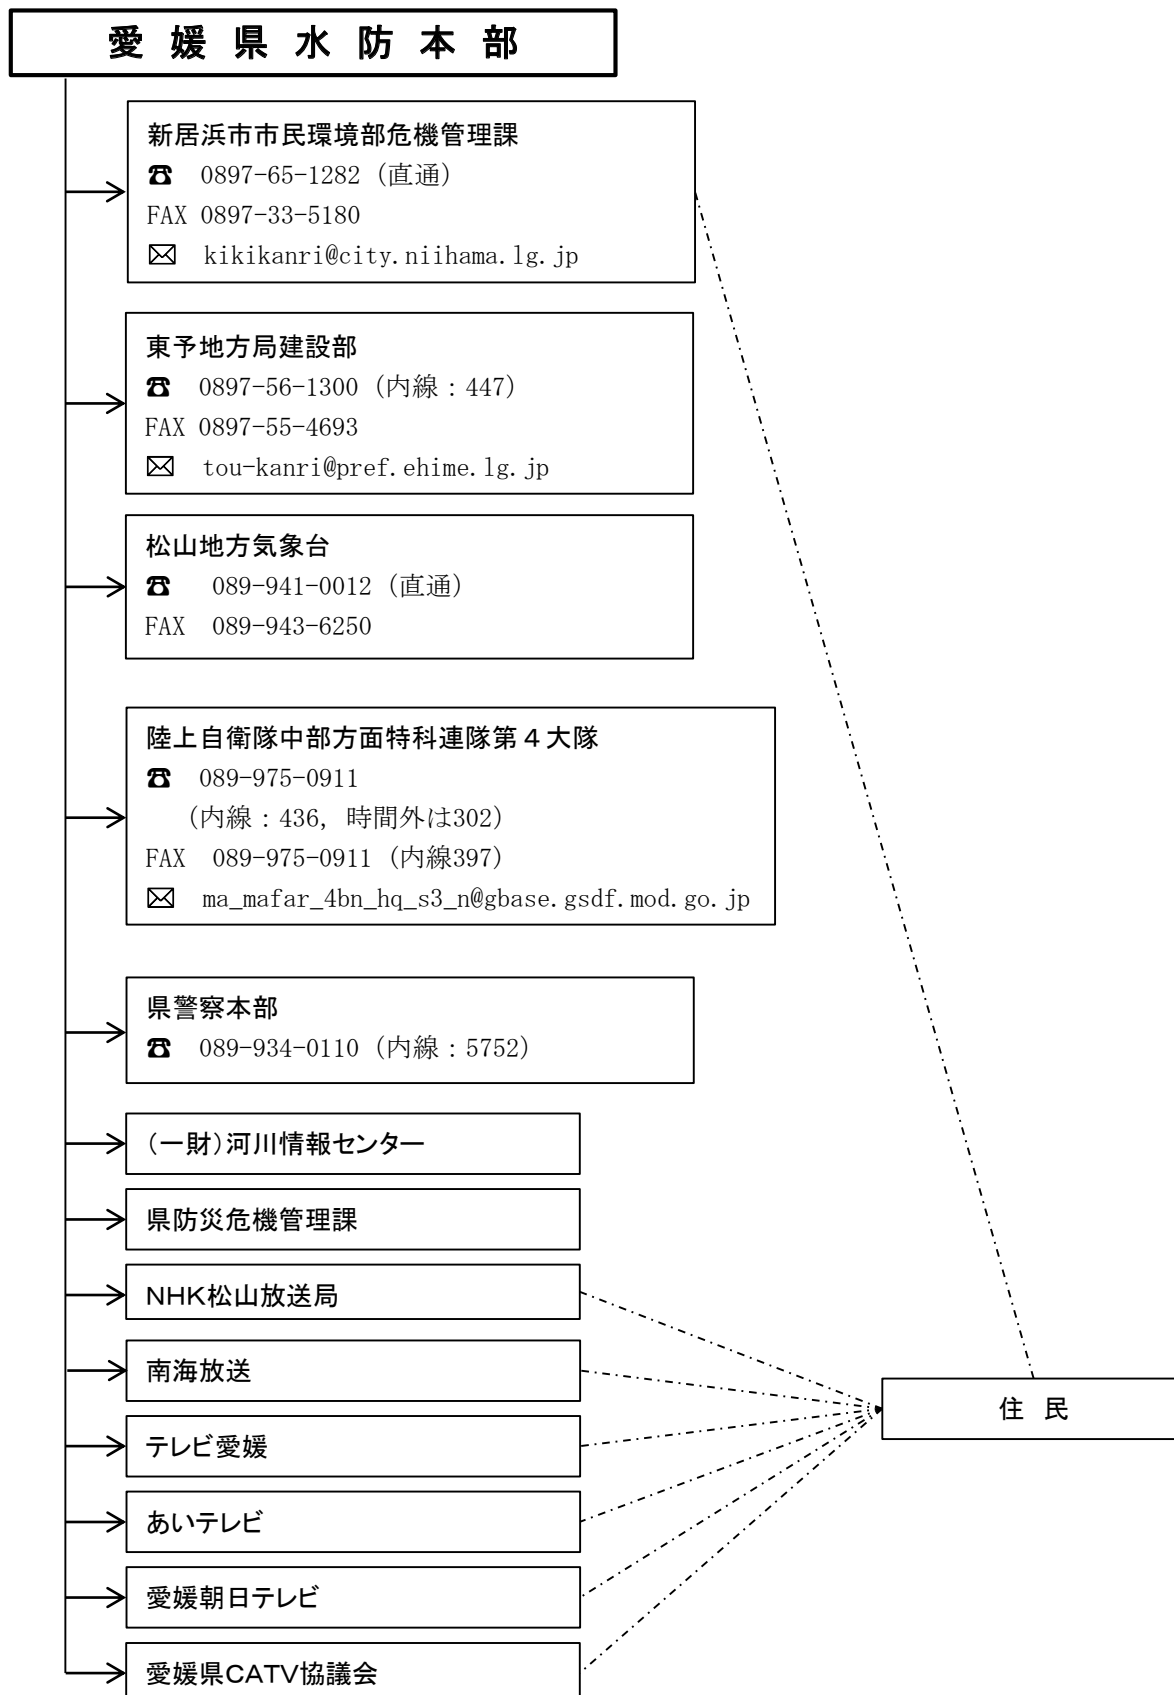 愛媛県水防本部
新居浜市市民環境部危機管理課
☎ 0897-65-1282（直通）
FAX 0897-33-5180
✉ kikikanri@city.niihama.lg.jp
東予地方局建設部
☎ 0897-56-1300（内線：447）
FAX 0897-55-4693
✉ tou-kanri@pref.ehime.lg.jp
松山地方気象台
☎ 089-941-0012（直通）
FAX 089-943-6250
陸上自衛隊中部方面特科連隊第４大隊
☎ 089-975-0911
（内線：436，時間外は302）
FAX 089-975-0911（内線397）
✉ ma_mafar_4bn_hq_s3_n@gbase.gsdf.mod.go.jp
県警察本部
☎ 089-934-0110（内線：5752）
（一財）河川情報センター
県防災危機管理課
NHK松山放送局
南海放送
テレビ愛媛
住民
あいテレビ
愛媛朝日テレビ
愛媛県CATV協議会